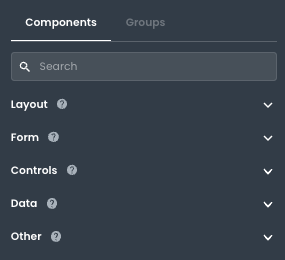 Components Groups
Search
Layout ?
Form ?
Controls ?
Data ?
Other ?